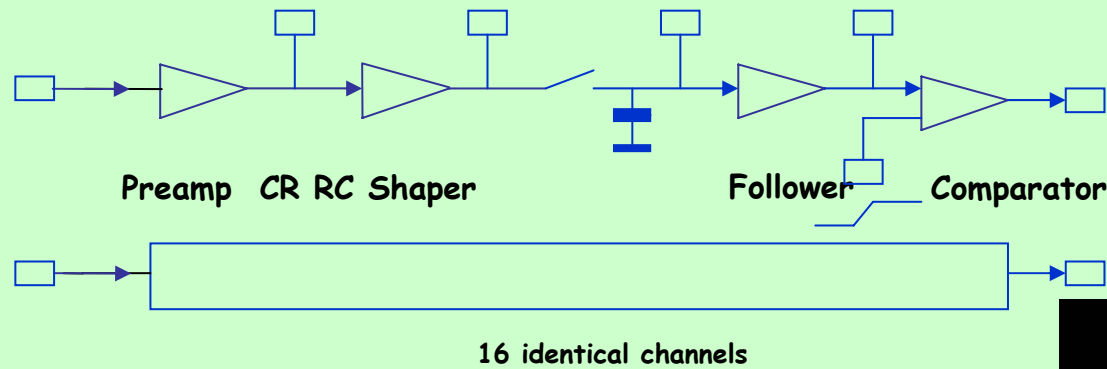 Preamp CR RC Shaper Follower Comparator
16 identical channels